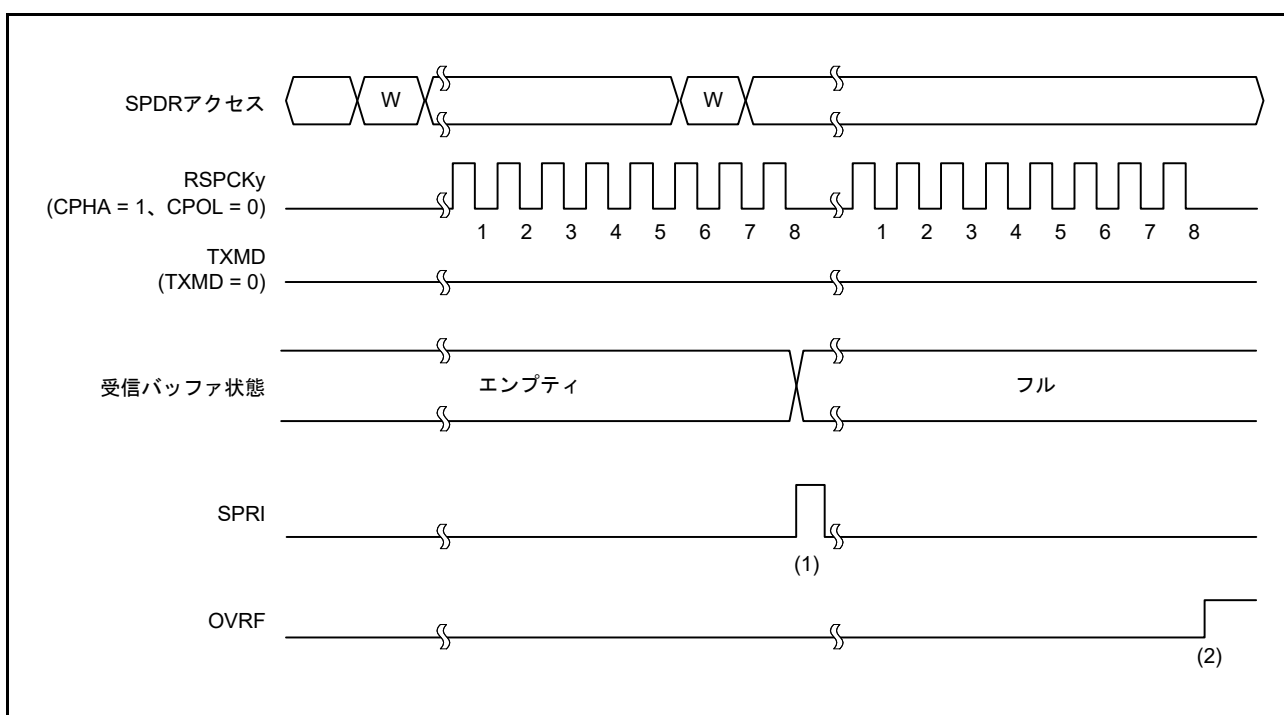 SPDRアクセス
W
W
RSPCKy
(CPHA = 1、CPOL = 0)
1 2 3 4 5 6 7 8
1 2 3 4 5 6 7 8
TXMD
(TXMD = 0)
受信バッファ状態
エンプティ
フル
SPRI
(1)
OVRF
(2)